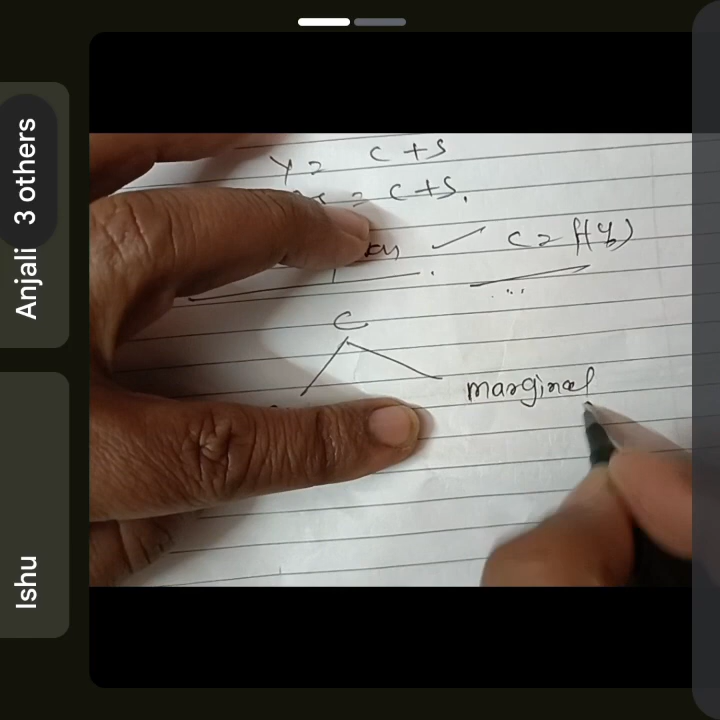 Anjali 3 others
Ishu
Y = C + S
= C + S.
C = f(Y)
C
marginal